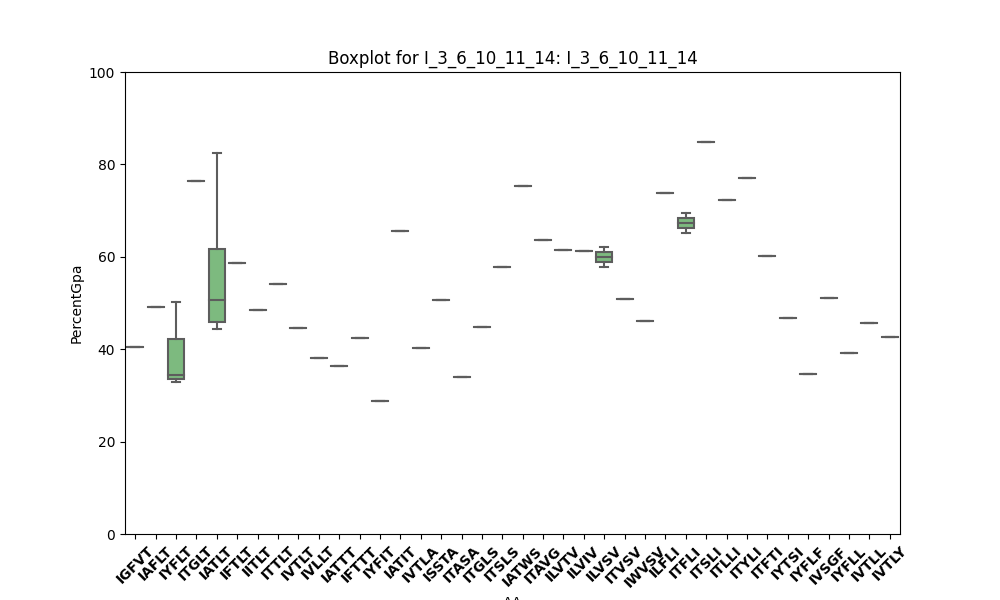 Boxplot for I_3_6_10_11_14: I_3_6_10_11_14
100
80
60
40
20
0
PercentGpa
IGFVT
IAFLT
IYFLT
ITGLT
IATLT
IFTLT
IITLT
ITTLT
IVTLT
IVLLT
IATTT
IFTTT
IYFIT
IATIT
IVTLA
ISSTA
ITASA
ITGLS
ITSLS
IATWS
ITAVG
ILVTV
ILVIV
ILVSV
ITVSV
IWVSV
ILFLI
ITFLI
ITSLI
ITLLI
ITYLI
ITFTI
IYTSI
IYFLF
IVSGF
IYFLL
IVTLL
IVTLY